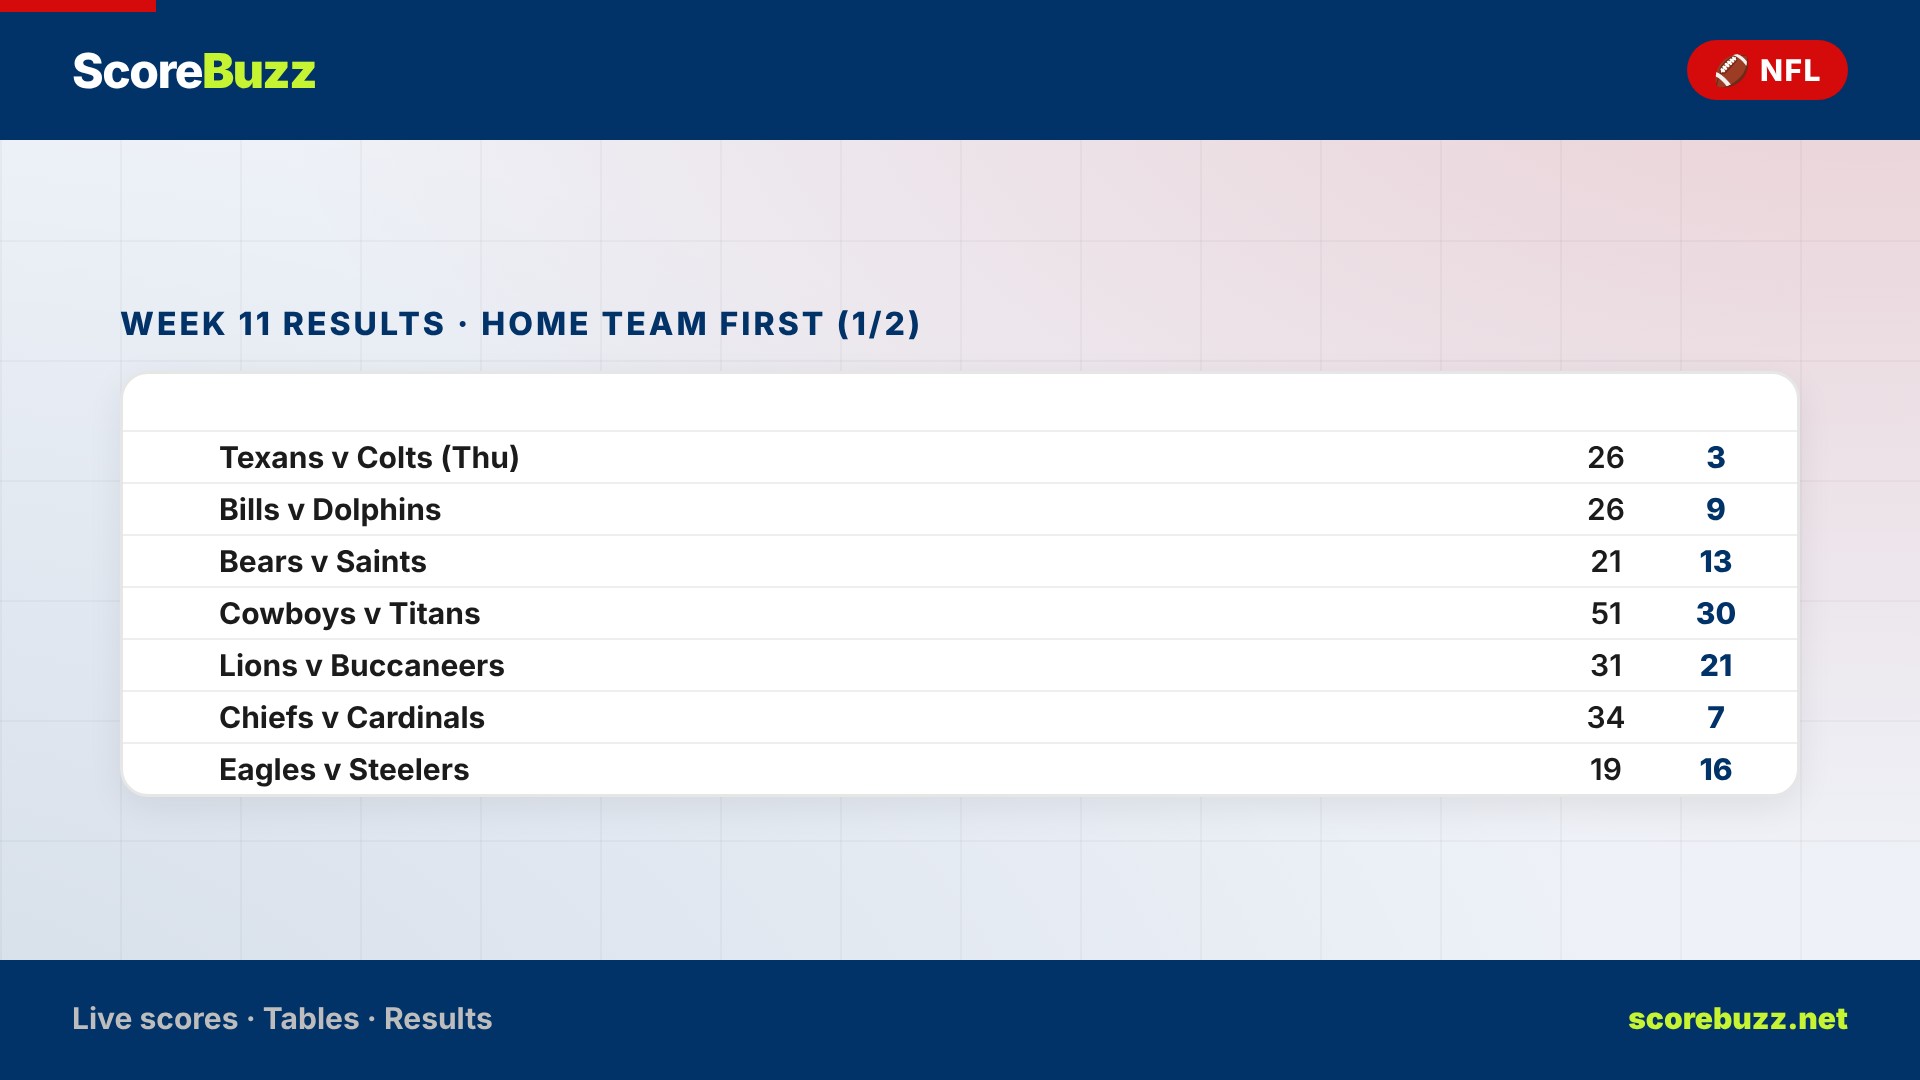 ScoreBuzz
🏈 NFL
WEEK 11 RESULTS · HOME TEAM FIRST (1/2)
Texans v Colts (Thu) 26 3
Bills v Dolphins 26 9
Bears v Saints 21 13
Cowboys v Titans 51 30
Lions v Buccaneers 31 21
Chiefs v Cardinals 34 7
Eagles v Steelers 19 16
Live scores · Tables · Results
scorebuzz.net